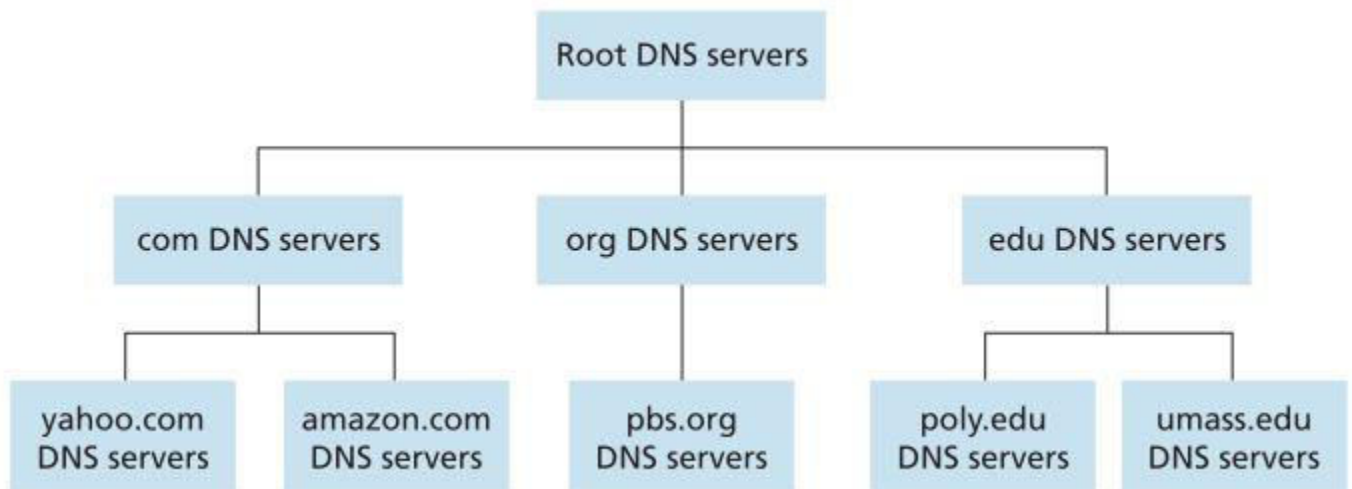 Root DNS servers
com DNS servers
org DNS servers
edu DNS servers
yahoo.com
DNS servers
amazon.com
DNS servers
pbs.org
DNS servers
poly.edu
DNS servers
umass.edu
DNS servers